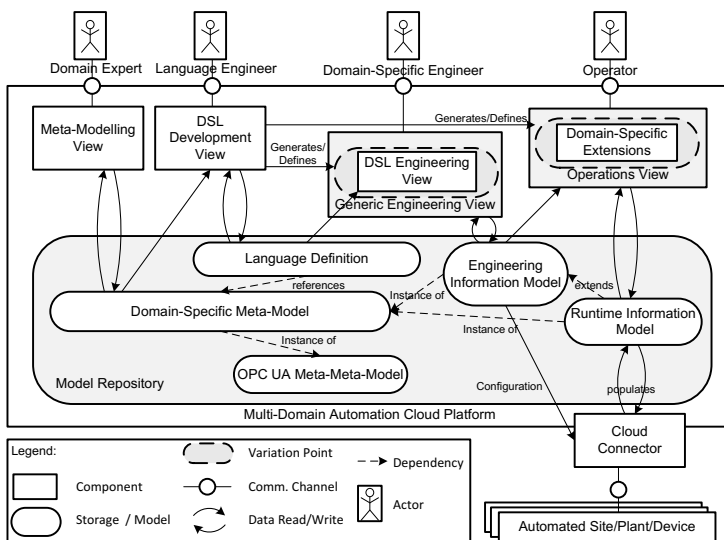 Domain Expert
Language Engineer
Domain-Specific Engineer
Operator
Meta-Modelling
View
DSL
Development
View
Generates/Defines
Generates/
Defines
DSL Engineering
View
Generic Engineering View
Domain-Specific
Extensions
Operations View
Language Definition
references
Engineering
Information Model
Instance of
extends
Domain-Specific Meta-Model
Instance of
Runtime Information
Model
Instance of
OPC UA Meta-Meta-Model
Model Repository
Configuration
populates
Multi-Domain Automation Cloud Platform
Cloud
Connector
Automated Site/Plant/Device
Legend:
Component
Storage / Model
Variation Point
Comm. Channel
Data Read/Write
Dependency
Actor